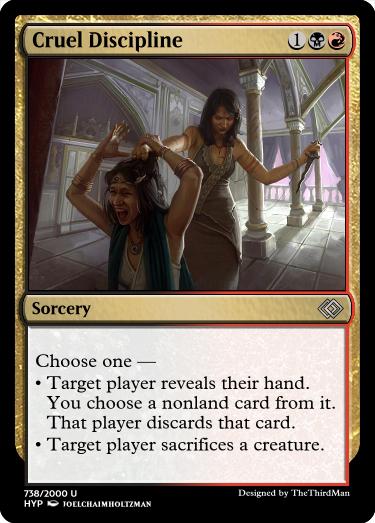 Cruel Discipline 1
Sorcery
Choose one —
• Target player reveals their hand.
You choose a nonland card from it.
That player discards that card.
• Target player sacrifices a creature.
738/2000 U
Designed by TheThirdMan
HYP JOELCHAIMHOLTZMAN